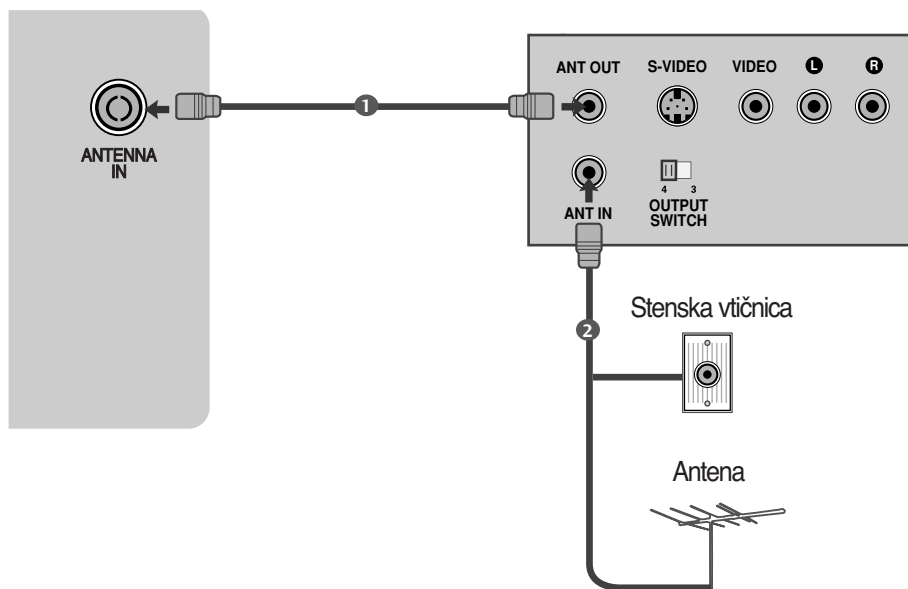 ANT OUT S-VIDEO VIDEO L R
1
ANTENNA
IN
4 3
ANT IN
OUTPUT
SWITCH
2
Stenska vtičnica
Antena